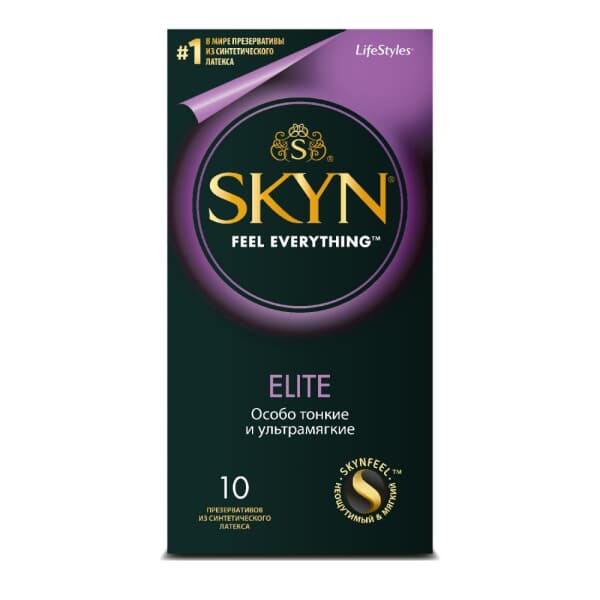 #1 В МИРЕ ПРЕЗЕРВАТИВЫ
ИЗ СИНТЕТИЧЕСКОГО
ЛАТЕКСА
LifeStyles®
S®
SKYN®
FEEL EVERYTHING™
ELITE
Особо тонкие
и ультрамягкие
10
ПРЕЗЕРВАТИВОВ
ИЗ СИНТЕТИЧЕСКОГО
ЛАТЕКСА
SKYNFEEL™
НЕОЩУТИМЫЙ & МЯГКИЙ